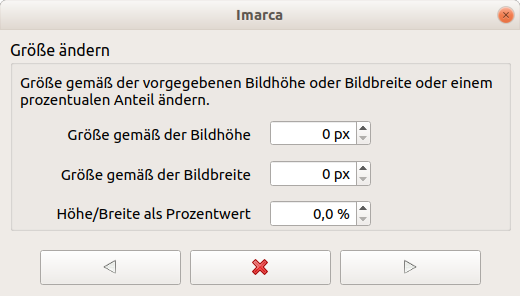 Imarca
Größe ändern
Größe gemäß der vorgegebenen Bildhöhe oder Bildbreite oder einem
prozentualen Anteil ändern.
Größe gemäß der Bildhöhe 0 px
Größe gemäß der Bildbreite 0 px
Höhe/Breite als Prozentwert 0,0 %